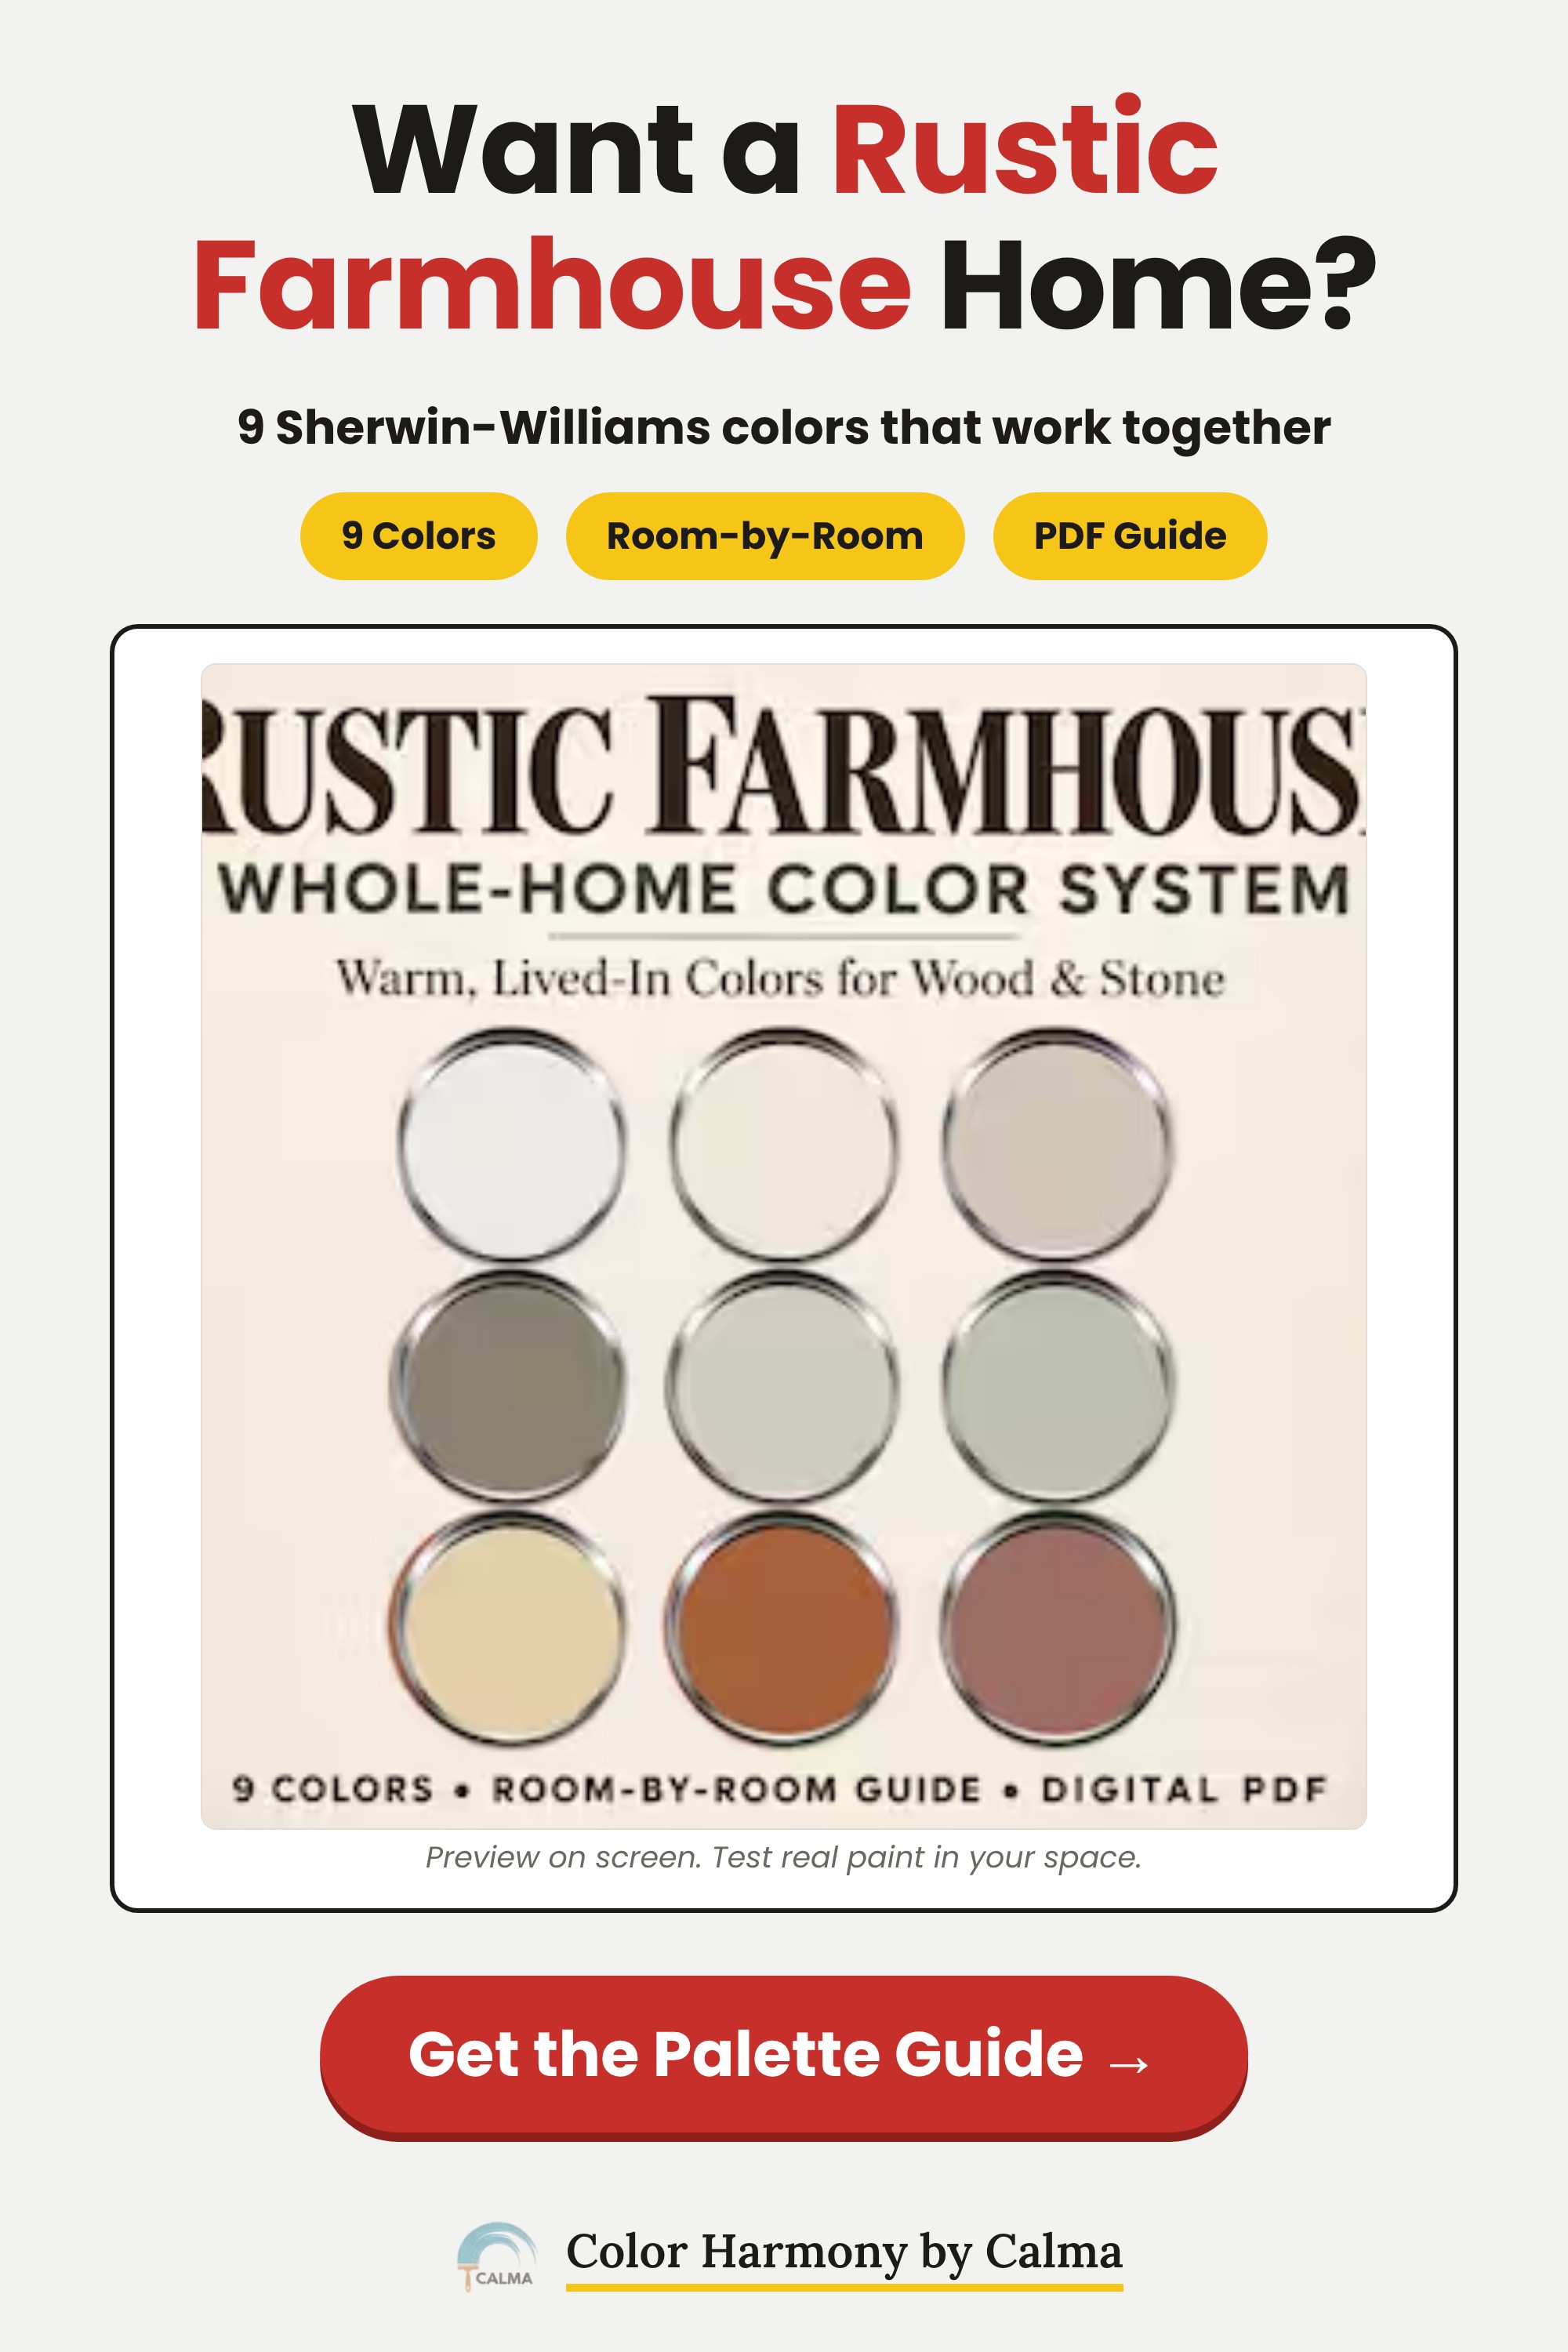 Want a Rustic
Farmhouse Home?
9 Sherwin-Williams colors that work together
9 Colors
Room-by-Room
PDF Guide
RUSTIC FARMHOUS
WHOLE-HOME COLOR SYSTEM
Warm, Lived-In Colors for Wood & Stone
9 COLORS • ROOM-BY-ROOM GUIDE • DIGITAL PDF
Preview on screen. Test real paint in your space.
Get the Palette Guide →
CALMA
Color Harmony by Calma